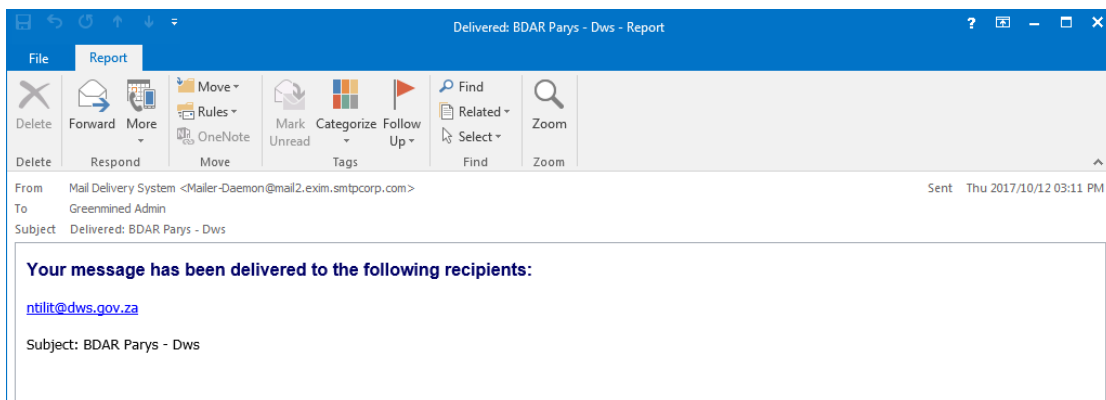 Delivered: BDAR Parys - Dws - Report
?
File
Report
Delete
Forward
More
Move
Rules
OneNote
Mark
Unread
Categorize
Follow
Up
Find
Related
Select
Zoom
Delete
Respond
Move
Tags
Find
Zoom
From Mail Delivery System <Mailer-Daemon@mail2.exim.smtpcorp.com>
Sent Thu 2017/10/12 03:11 PM
To Greenmined Admin
Subject Delivered: BDAR Parys - Dws
Your message has been delivered to the following recipients:
ntilit@dws.gov.za
Subject: BDAR Parys - Dws